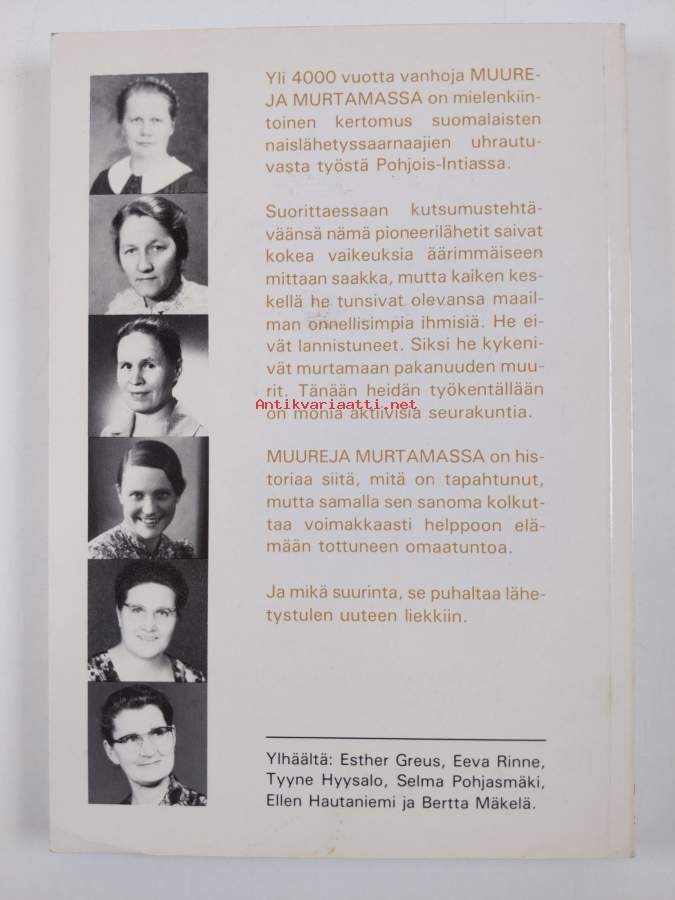 Yli 4000 vuotta vanhoja MUURE-
JA MURTAMASSA on mielenkiin-
toinen kertomus suomalaisten
naislähetyssaarnaajien uhrautu-
vasta työstä Pohjois-Intiassa.
Suorittaessaan kutsumustehtä-
väänsä nämä pioneerilähetit saivat
kokea vaikeuksia äärimmäiseen
mittaan saakka, mutta kaiken kes-
kellä he tunsivat olevansa maail-
man onnellisimpia ihmisiä. He ei-
vät lannistuneet. Siksi he kykeni-
vät murtamaan pakanuuden muu-
rit. Tänään heidän työkentällään
Antikvariaatti.net
on monia aktiivisia seurakuntia.
MUUREJA MURTAMASSA on his-
toriaa siitä, mitä on tapahtunut,
mutta samalla sen sanoma kolkut-
taa voimakkaasti helppoon elä-
mään tottuneen omaatuntoa.
Ja mikä suurinta, se puhaltaa lähe-
tystulen uuteen liekkiin.
Ylhäältä: Esther Greus, Eeva Rinne,
Tyyne Hyysalo, Selma Pohjasmäki,
Ellen Hautaniemi ja Bertta Mäkelä.